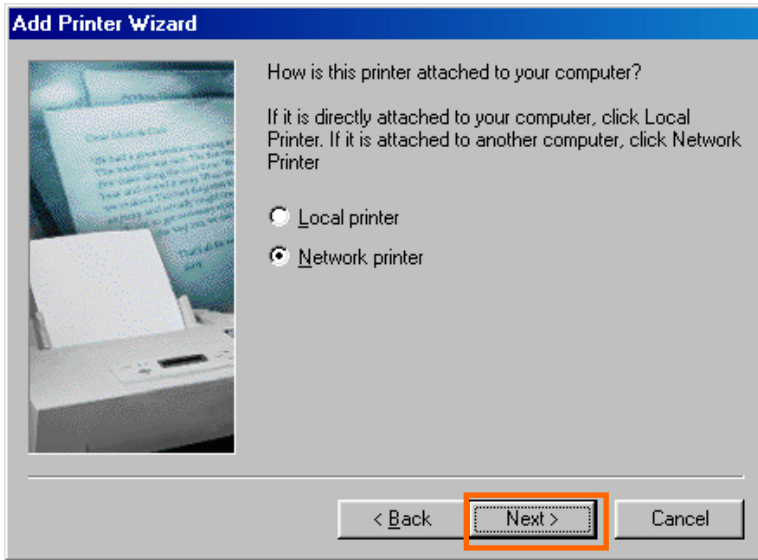 Add Printer Wizard
How is this printer attached to your computer?
If it is directly attached to your computer, click Local
Printer. If it is attached to another computer, click Network
Printer
Local printer
Network printer
< Back
Next >
Cancel